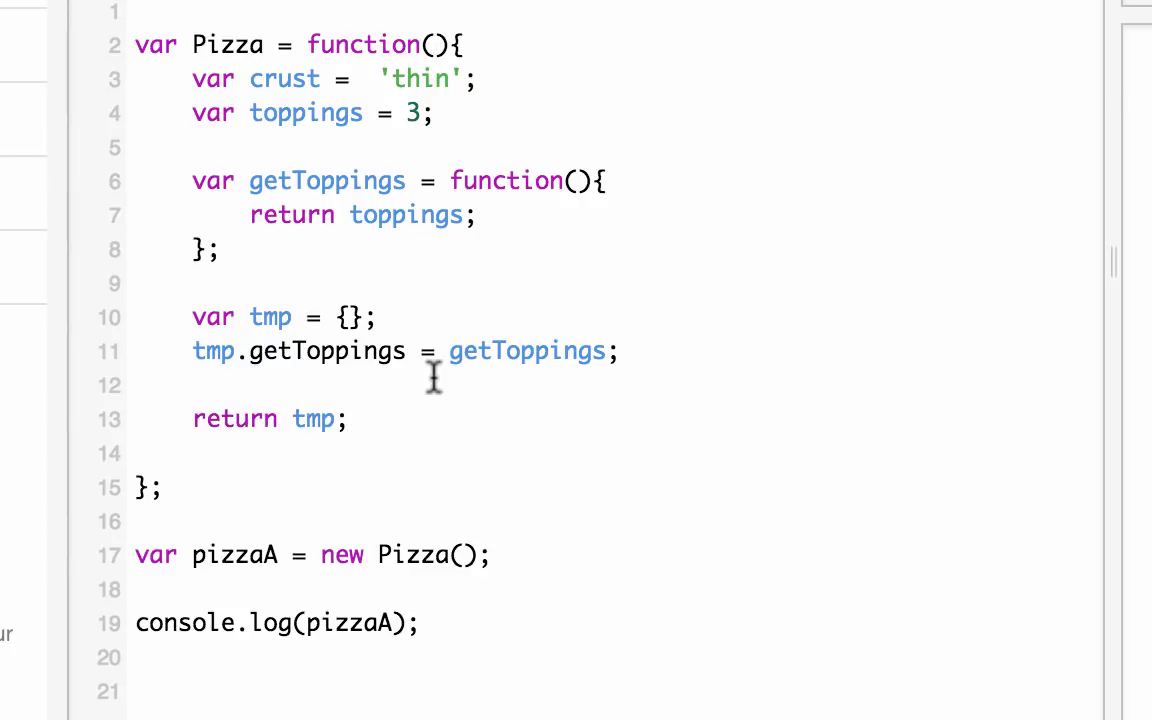 1
2 var Pizza = function(){
3 var crust =  'thin';
4 var toppings = 3;
5
6 var getToppings = function(){
7 return toppings;
8 };
9
10 var tmp = {};
11 tmp.getToppings = getToppings;
12
13 return tmp;
14
15 };
16
17 var pizzaA = new Pizza();
18
ur
19 console.log(pizzaA);
20
21